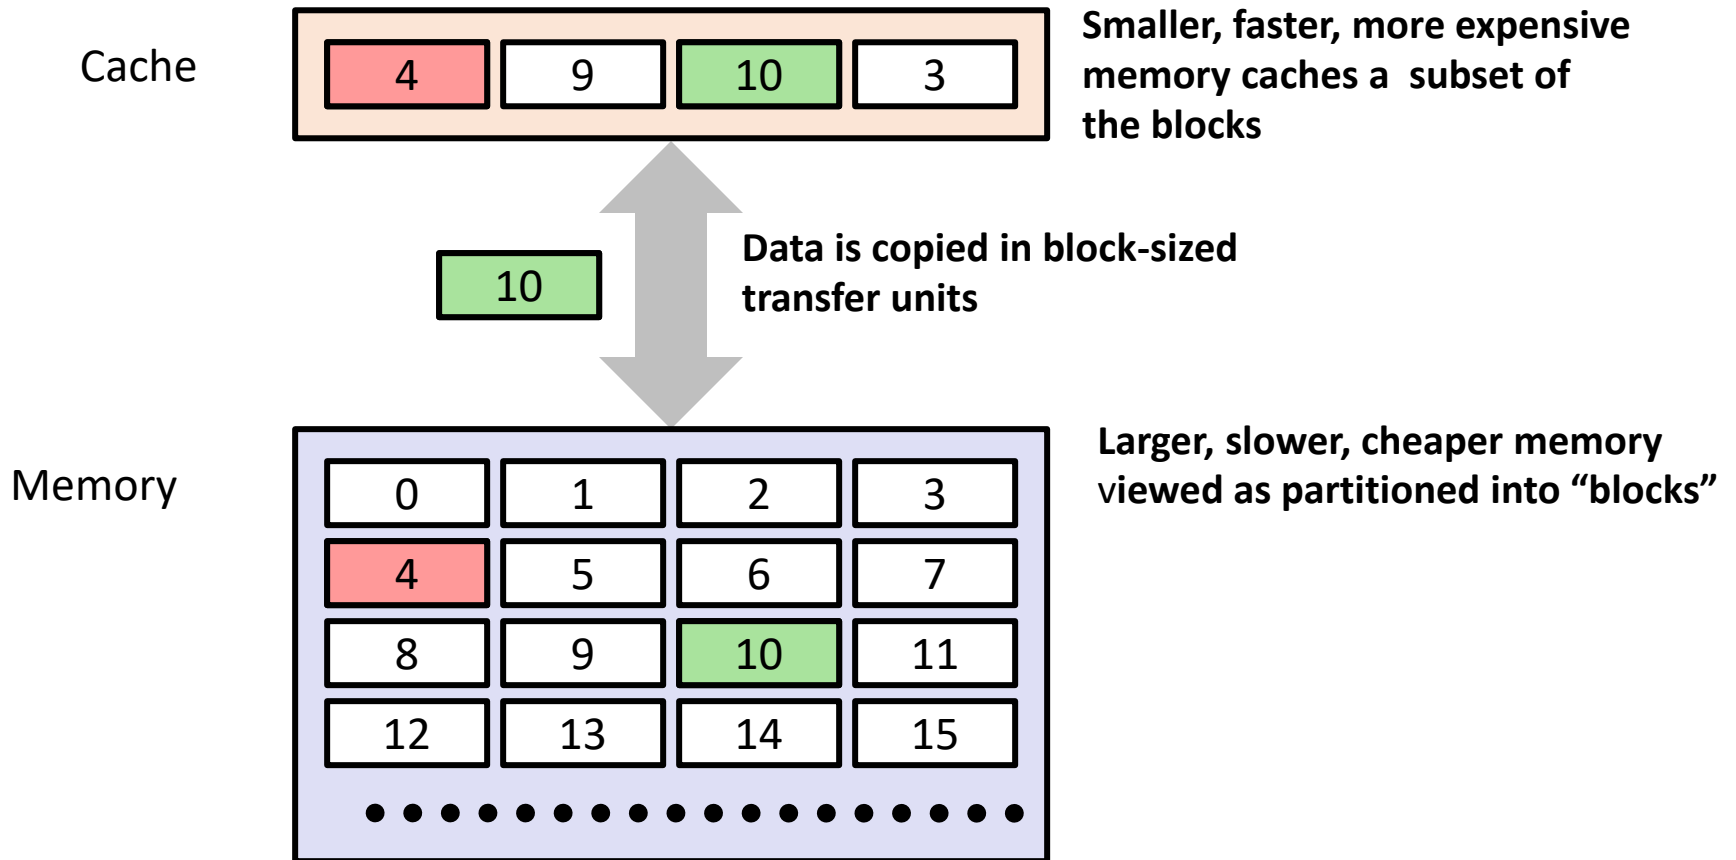 Cache
4 9 10 3
Smaller, faster, more expensive
memory caches a  subset of
the blocks
10
Data is copied in block-sized
transfer units
Memory
Larger, slower, cheaper memory
viewed as partitioned into “blocks”
0 1 2 3
4 5 6 7
8 9 10 11
12 13 14 15